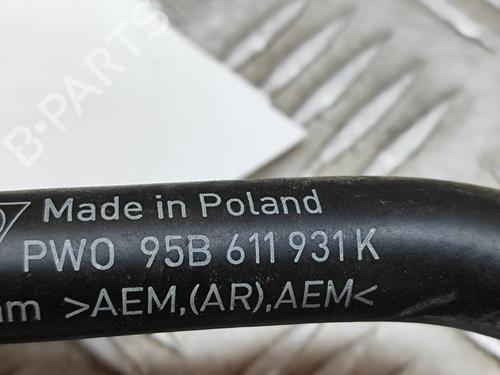 B-PARTS
Made in Poland
PWO 95B 611 931 K
>AEM,(AR),AEM<